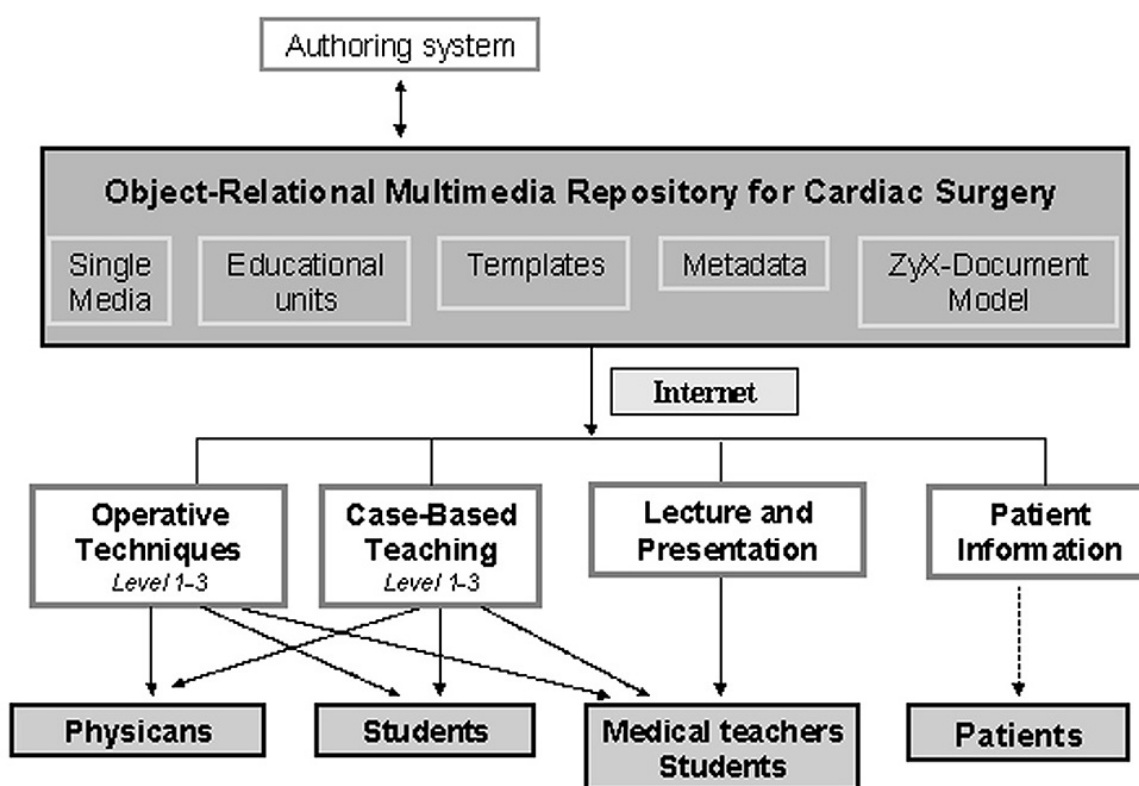 Authoring system
Object-Relational Multimedia Repository for Cardiac Surgery
Single
Media
Educational
units
Templates
Metadata
ZyX-Document
Model
Internet
Operative
Techniques
Level 1-3
Case-Based
Teaching
Level 1-3
Lecture and
Presentation
Patient
Information
Physicans
Students
Medical teachers
Students
Patients